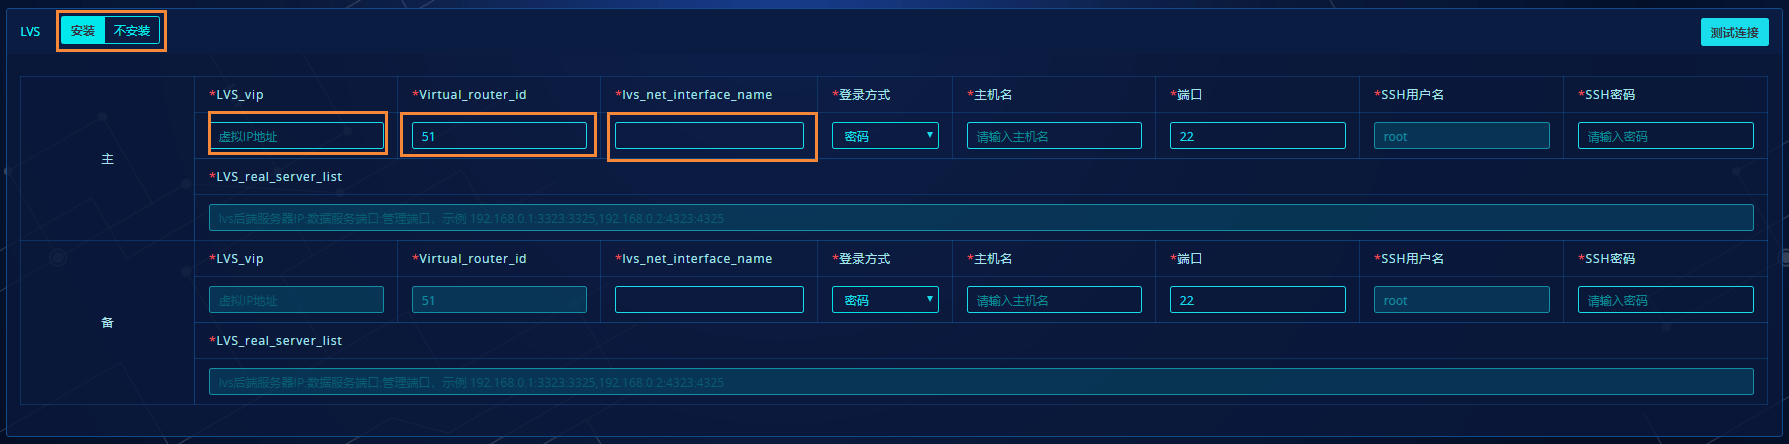 LVS 安装 不安装 测试连接
*LVS_vip *Virtual_router_id *lvs_net_interface_name *登录方式 *主机名 *端口 *SSH用户名 *SSH密码
主 虚拟IP地址 51 密码 请输入主机名 22 root 请输入密码
*LVS_real_server_list
lvs后端服务器IP:数据服务端口:管理端口, 示例 192.168.0.1:3323:3325,192.168.0.2:4323:4325
*LVS_vip *Virtual_router_id *lvs_net_interface_name *登录方式 *主机名 *端口 *SSH用户名 *SSH密码
备 虚拟IP地址 51 密码 请输入主机名 22 root 请输入密码
*LVS_real_server_list
lvs后端服务器IP:数据服务端口:管理端口, 示例 192.168.0.1:3323:3325,192.168.0.2:4323:4325